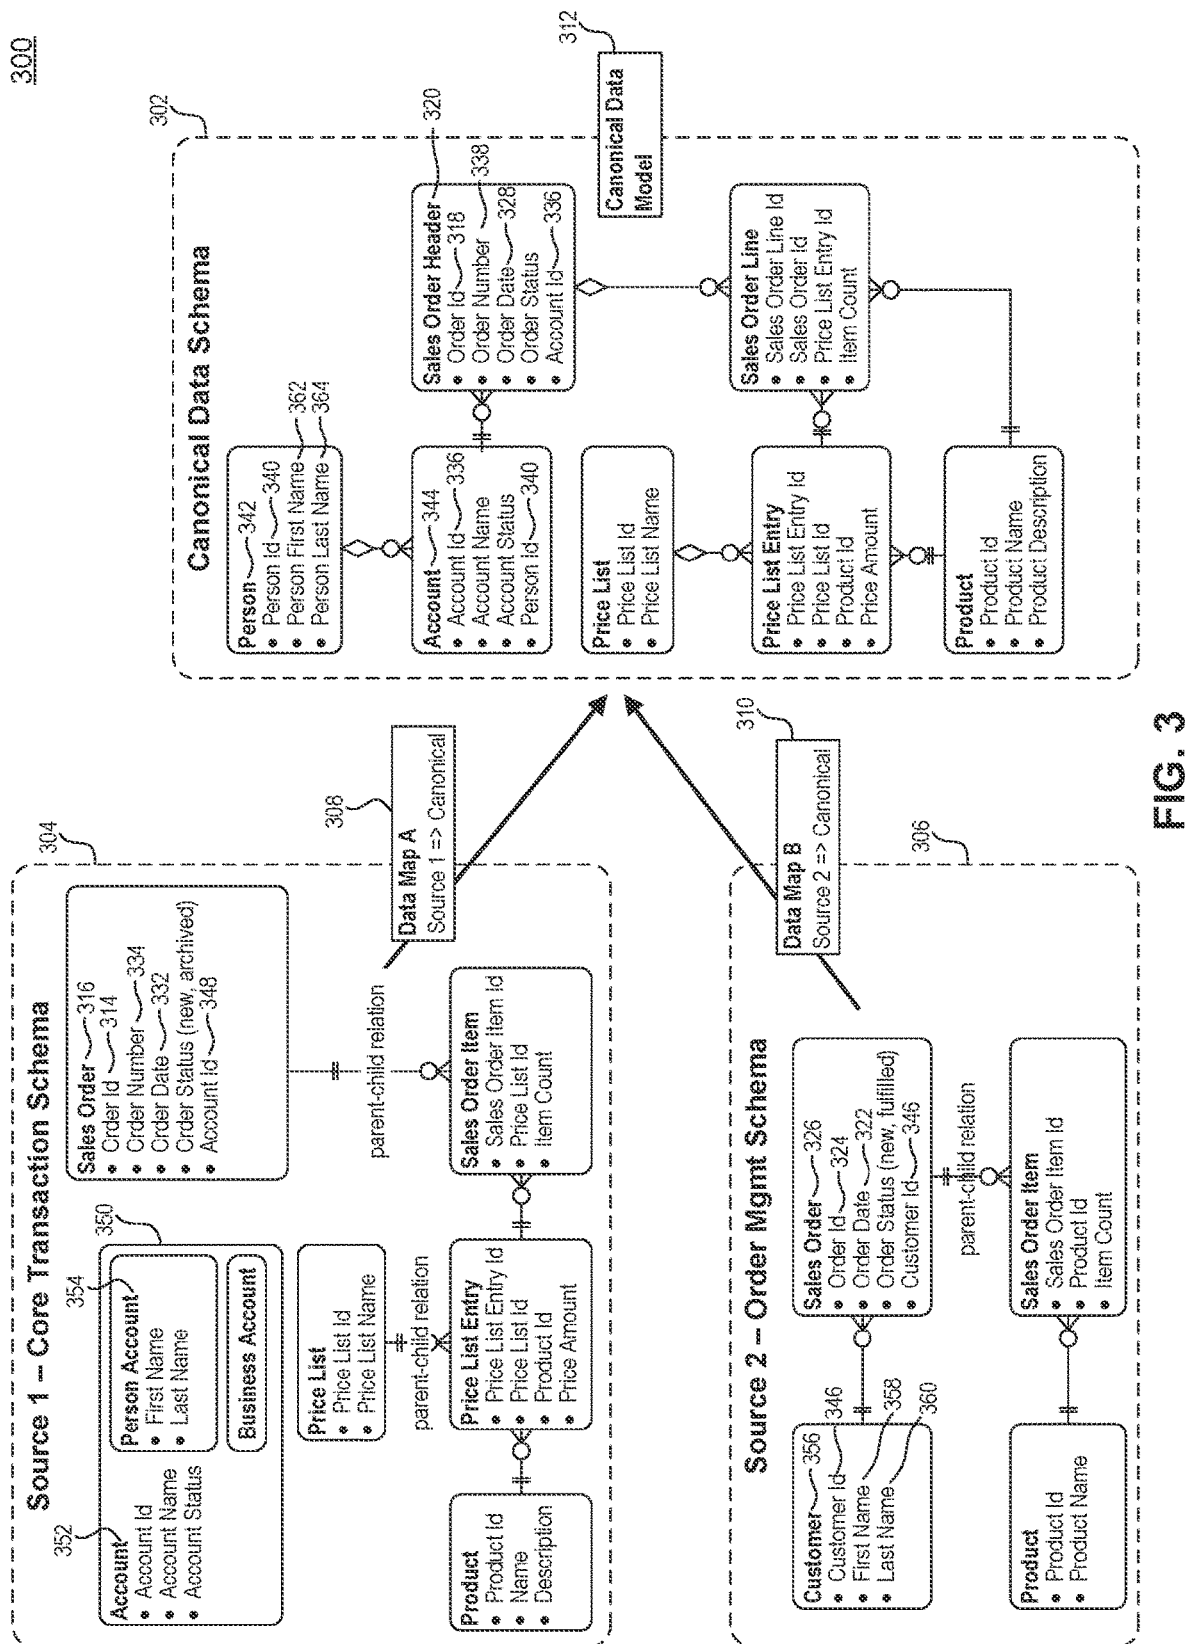 300
Source 1 – Core Transaction Schema
304
350
352
Account
• Account Id
• Account Name
• Account Status
354
Person Account
• First Name
• Last Name
Business Account
Sales Order 316
• Order Id 314
• Order Number 334
• Order Date 332
• Order Status (new, archived)
• Account Id 348
Price List
• Price List Id
• Price List Name
parent-child relation
parent-child relation
Product
• Product Id
• Name
• Description
Price List Entry
• Price List Entry Id
• Price List Id
• Product Id
• Price Amount
Sales Order Item
• Sales Order Item Id
• Price List Id
• Item Count
308
Data Map A
Source 1 => Canonical
Source 2 – Order Mgmt Schema
306
Customer 356
• Customer Id 346
• First Name 358
• Last Name 360
Sales Order 326
• Order Id 324
• Order Date 322
• Order Status (new, fulfilled)
• Customer Id 346
parent-child relation
Product
• Product Id
• Product Name
Sales Order Item
• Sales Order Item Id
• Product Id
• Item Count
310
Data Map B
Source 2 => Canonical
302
Canonical Data Schema
Person 342
• Person Id 340
• Person First Name 362
• Person Last Name 364
Account 344
• Account Id 336
• Account Name
• Account Status
• Person Id 340
Sales Order Header 320
• Order Id 318
• Order Number 338
• Order Date 328
• Order Status
• Account Id 336
Price List
• Price List Id
• Price List Name
Price List Entry
• Price List Entry Id
• Price List Id
• Product Id
• Price Amount
Sales Order Line
• Sales Order Line Id
• Sales Order Id
• Price List Entry Id
• Item Count
Product
• Product Id
• Product Name
• Product Description
312
Canonical Data
Model
FIG. 3